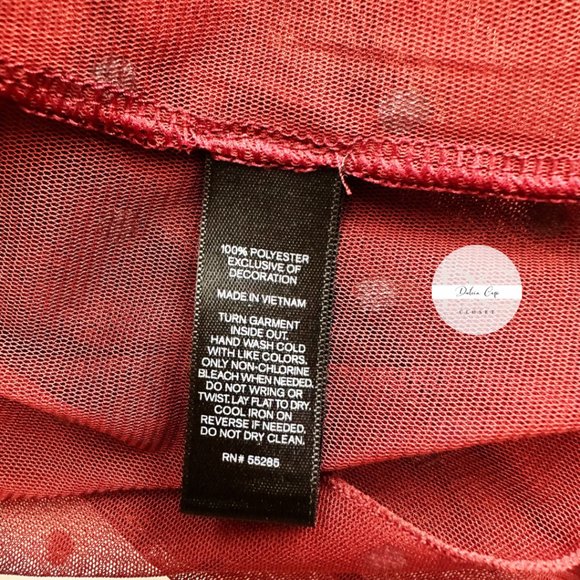 100% POLYESTER
EXCLUSIVE OF
DECORATION
MADE IN VIETNAM
TURN GARMENT
INSIDE OUT.
HAND WASH COLD
WITH LIKE COLORS.
ONLY NON-CHLORINE
BLEACH WHEN NEEDED.
DO NOT WRING OR
TWIST. LAY FLAT TO DRY.
COOL IRON ON
REVERSE IF NEEDED.
DO NOT DRY CLEAN.
RN# 55285
CLOSET